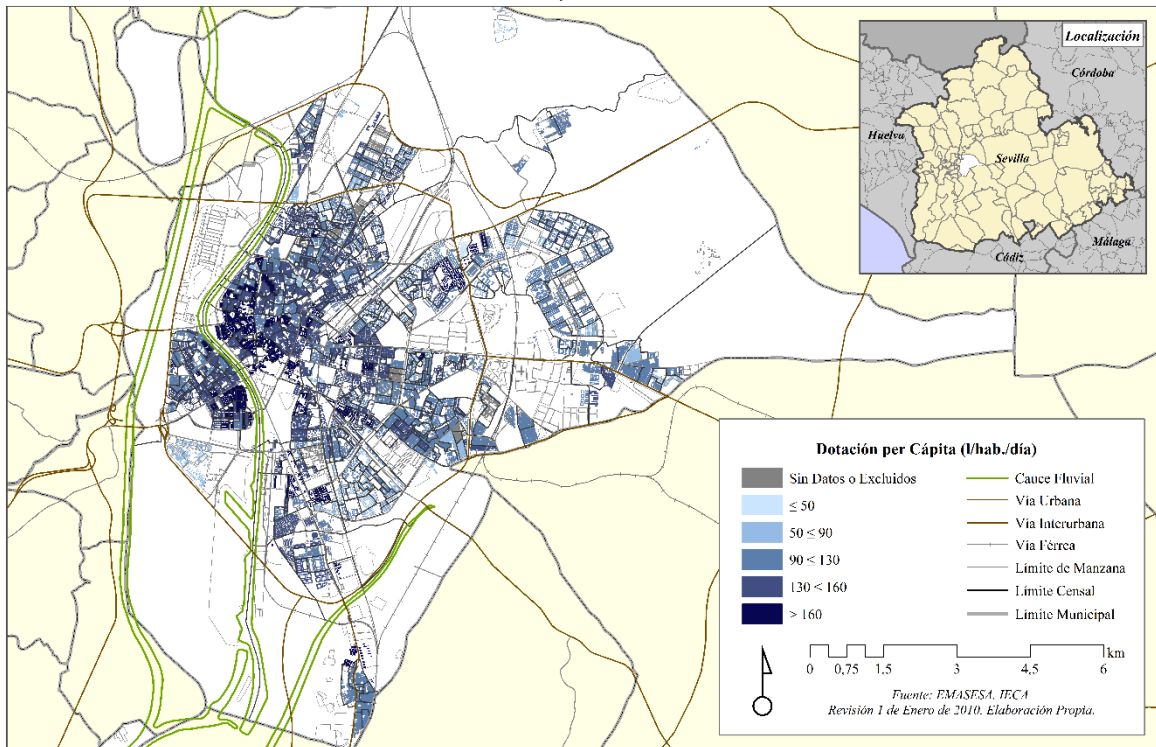 Localización
Córdoba
Huelva
Sevilla
Málaga
Cádiz
Dotación per Cápita (l/hab./día)
Sin Datos o Excluidos
≤ 50
50 ≤ 90
90 ≤ 130
130 < 160
> 160
Cauce Fluvial
Vía Urbana
Vía Interurbana
Vía Férrea
Límite de Manzana
Límite Censal
Límite Municipal
km
0 0,75 1,5 3 4,5 6
Fuente: EMASESA, IECA
Revisión 1 de Enero de 2010. Elaboración Propia.